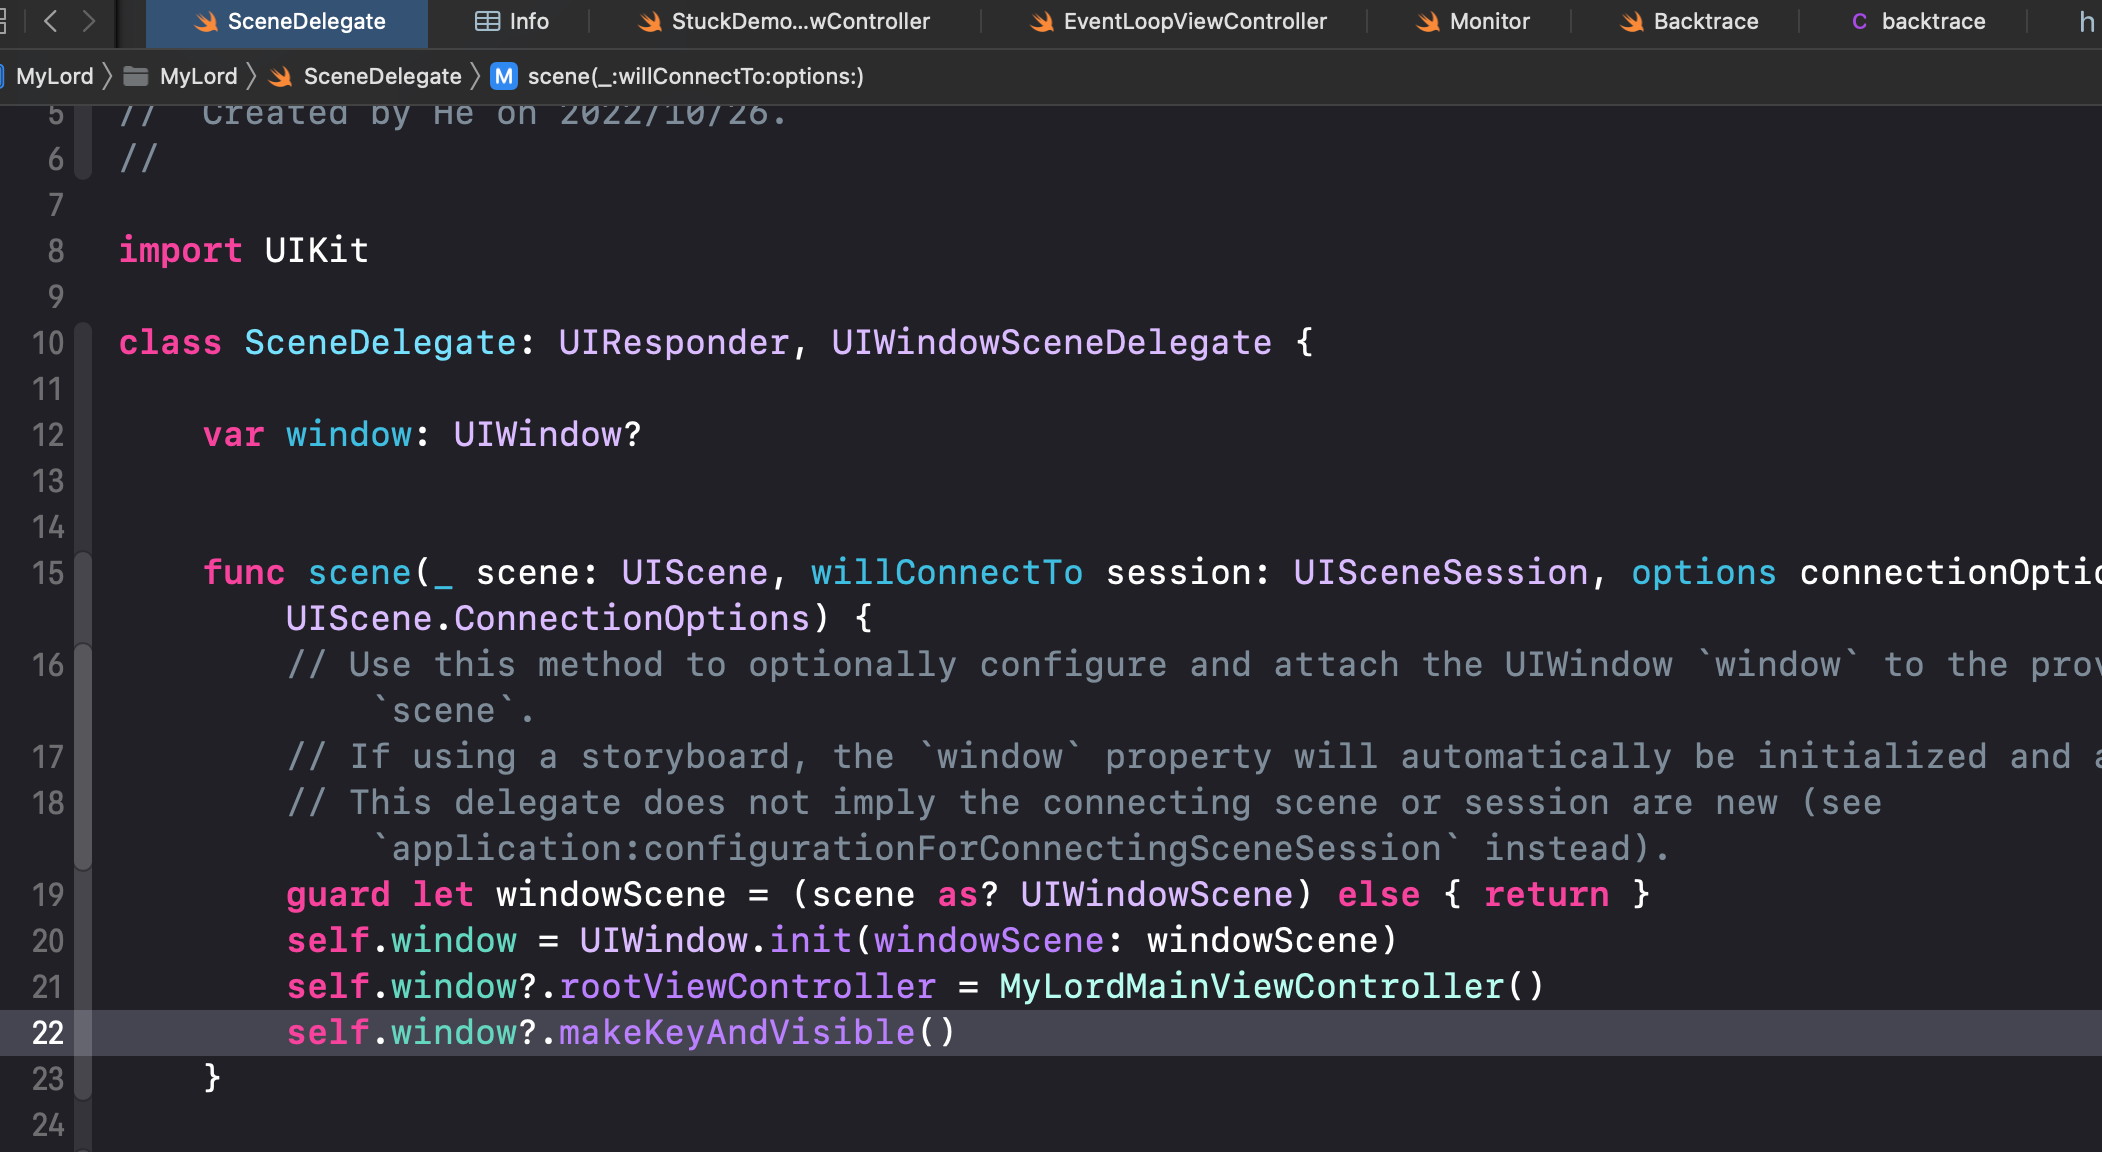 SceneDelegate Info StuckDemo...wController EventLoopViewController Monitor Backtrace C backtrace h
MyLord MyLord SceneDelegate M scene(_:willConnectTo:options:)
5 //  Created by He on 2022/10/26.
6 //
7
8 import UIKit
9
10 class SceneDelegate: UIResponder, UIWindowSceneDelegate {
11
12     var window: UIWindow?
13
14
15     func scene(_ scene: UIScene, willConnectTo session: UISceneSession, options connectionOptio
UIScene.ConnectionOptions) {
16         // Use this method to optionally configure and attach the UIWindow `window` to the prov
`scene`.
17         // If using a storyboard, the `window` property will automatically be initialized and a
18         // This delegate does not imply the connecting scene or session are new (see
`application:configurationForConnectingSceneSession` instead).
19         guard let windowScene = (scene as? UIWindowScene) else { return }
20         self.window = UIWindow.init(windowScene: windowScene)
21         self.window?.rootViewController = MyLordMainViewController()
22         self.window?.makeKeyAndVisible()
23     }
24